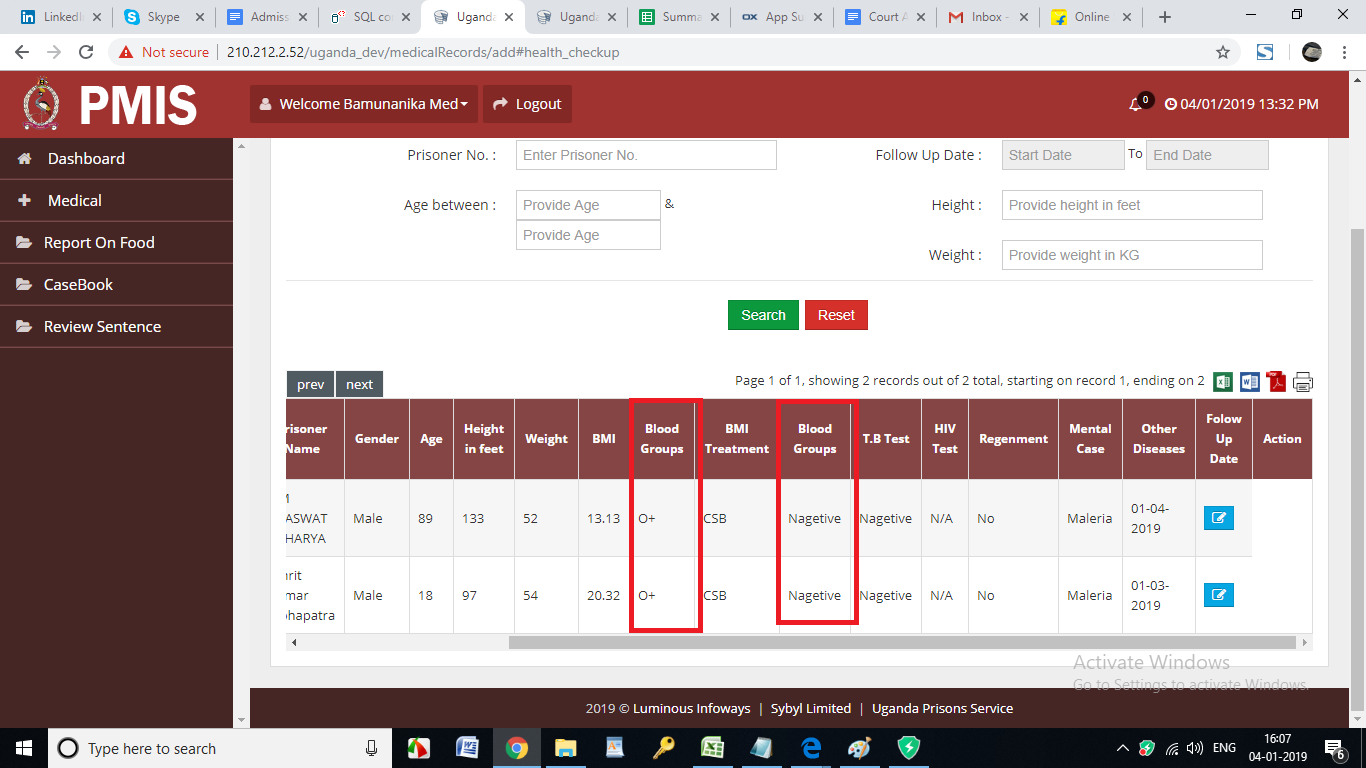 LinkedI
Skype
Admiss
SQL co
Uganda
Uganda
Summa
ox App Su
Court A
Inbox -
Online
Not secure
210.212.2.52/uganda_dev/medicalRecords/add#health_checkup
PMIS
Welcome Bamunanika Med
Logout
0
04/01/2019 13:32 PM
Dashboard
Medical
Report On Food
CaseBook
Review Sentence
Prisoner No. :
Enter Prisoner No.
Follow Up Date :
Start Date
To
End Date
Age between :
Provide Age
&
Provide Age
Height :
Provide height in feet
Weight :
Provide weight in KG
Search
Reset
prev
next
Page 1 of 1, showing 2 records out of 2 total, starting on record 1, ending on 2
risoner Name
Gender
Age
Height in feet
Weight
BMI
Blood Groups
BMI Treatment
Blood Groups
T.B Test
HIV Test
Regenment
Mental Case
Other Diseases
Folow Up Date
Action
ASWAT
HARYA
Male
89
133
52
13.13
O+
CSB
Nagetive
Nagetive
N/A
No
Maleria
01-04-2019
nrit
mar
ohapatra
Male
18
97
54
20.32
O+
CSB
Nagetive
Nagetive
N/A
No
Maleria
01-03-2019
Activate Windows
Go to Settings to activate Windows.
2019 © Luminous Infoways | Sybyl Limited | Uganda Prisons Service
Type here to search
ENG
16:07
04-01-2019
6